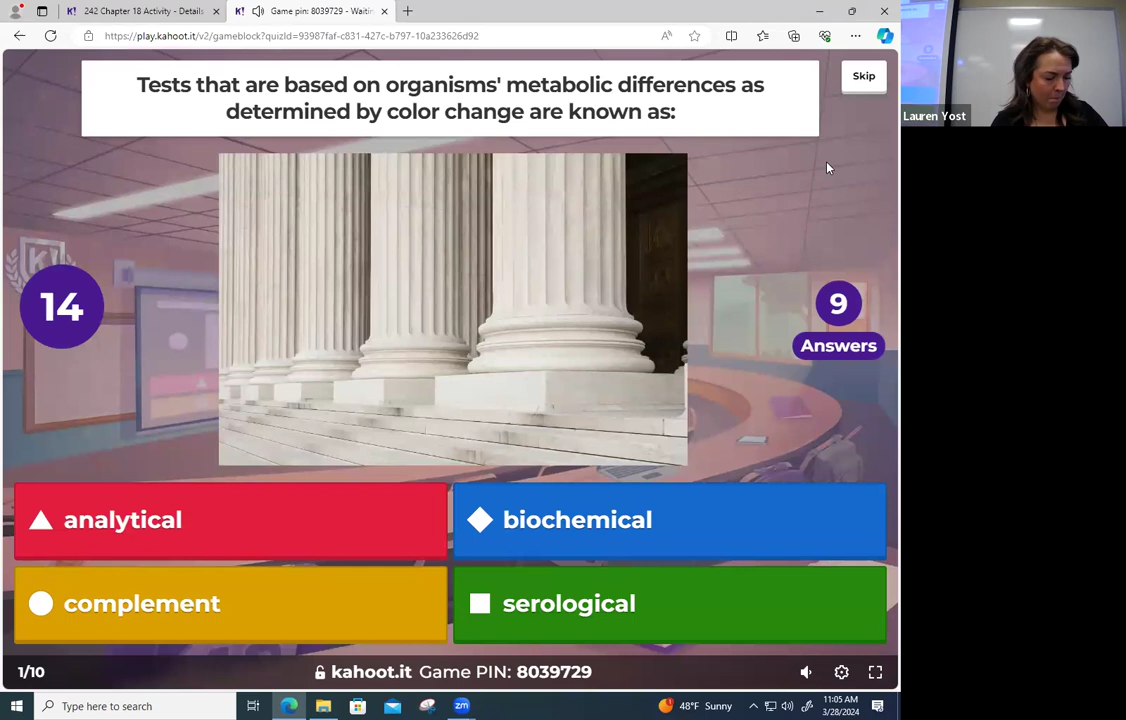 242 Chapter 18 Activity - Details
Game pin: 8039729 - Waitin
https://play.kahoot.it/v2/gameblock?quizId=93987faf-c831-427c-b797-10a233626d92
Tests that are based on organisms' metabolic differences as
determined by color change are known as:
Skip
Lauren Yost
14
9
Answers
analytical
biochemical
complement
serological
1/10
kahoot.it Game PIN: 8039729
Type here to search
48°F Sunny
11:05 AM
3/28/2024